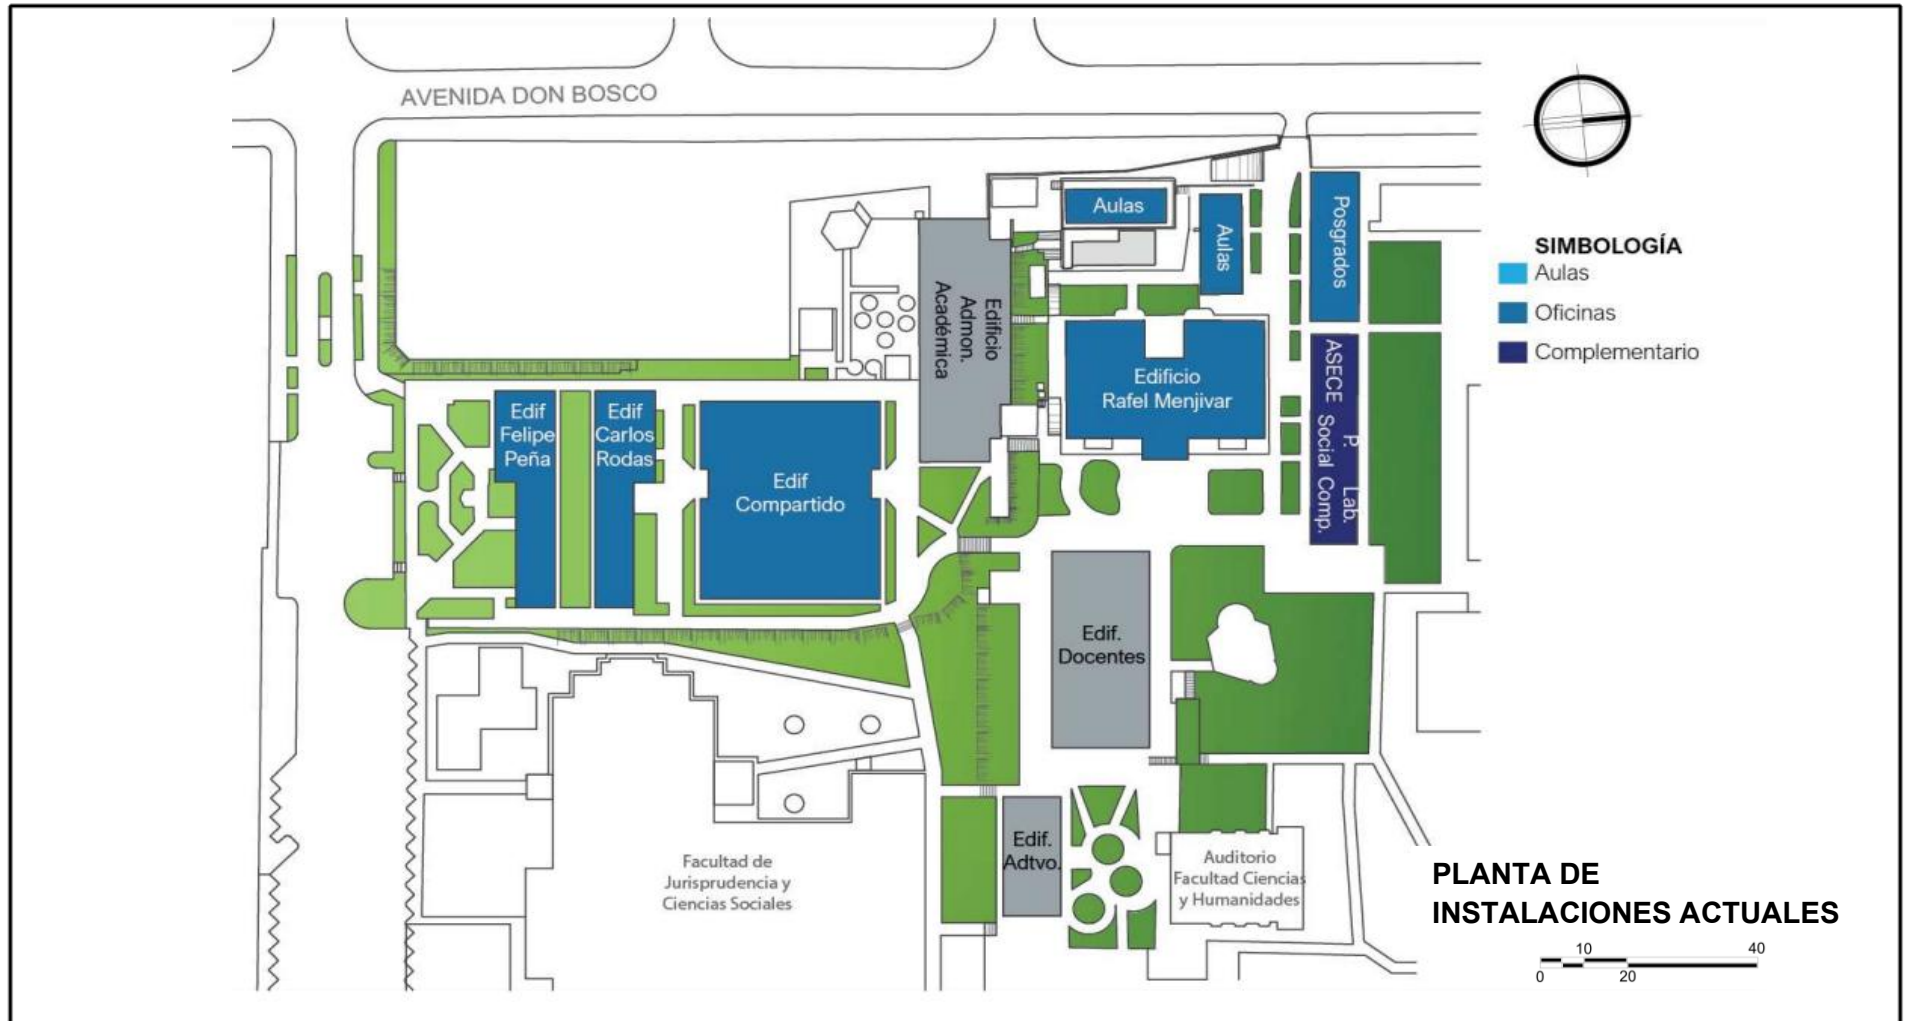 AVENIDA DON BOSCO
Aulas
Aulas
Posgrados
SIMBOLOGÍA
Aulas
Oficinas
Complementario
Edificio
Admon.
Académica
Edificio
Rafel Menjivar
ASECE
P. Lab.
Social Comp.
Edif
Felipe
Peña
Edif
Carlos
Rodas
Edif
Compartido
Edif.
Docentes
Edif.
Adtvo.
Facultad de
Jurisprudencia y
Ciencias Sociales
Auditorio
Facultad Ciencias
y Humanidades
PLANTA DE
INSTALACIONES ACTUALES
10 40
0 20